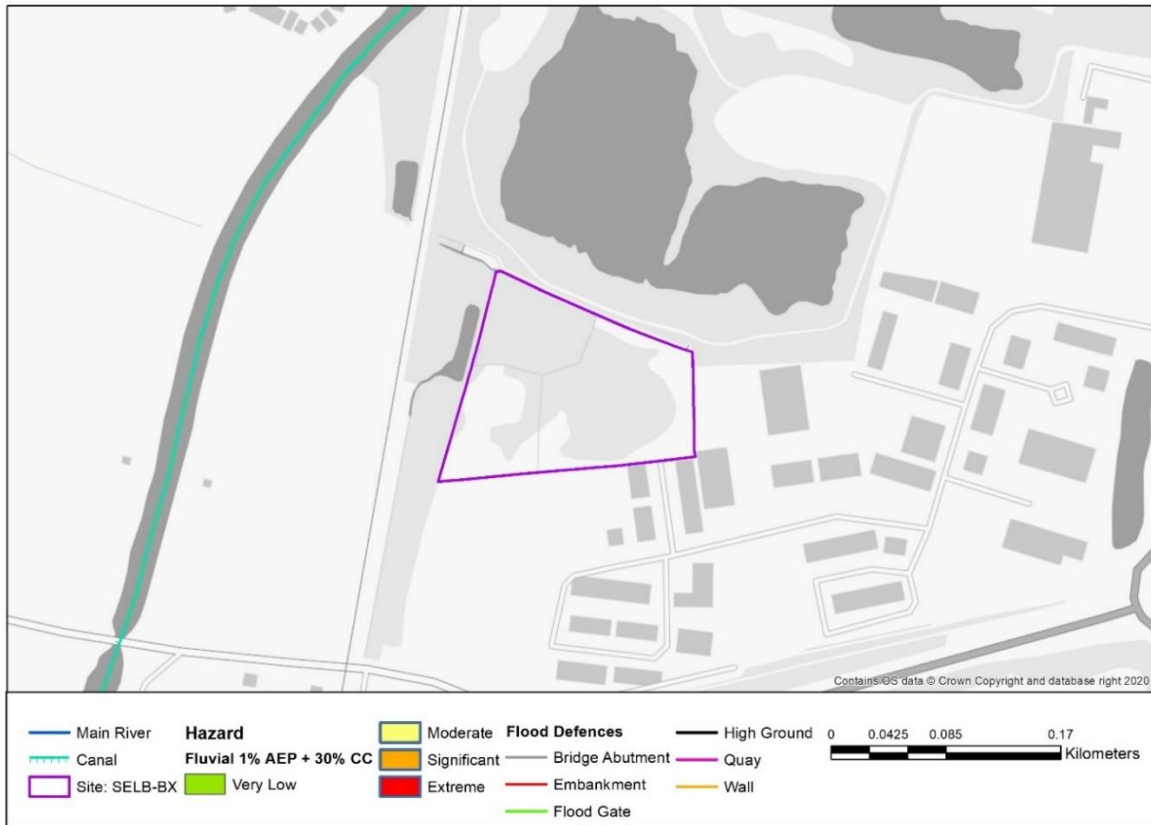 Contains OS data © Crown Copyright and database right 2020
Main River
Canal
Site: SELB-BX
Hazard
Fluvial 1% AEP + 30% CC
Very Low
Moderate
Significant
Extreme
Flood Defences
Bridge Abutment
Embankment
Flood Gate
High Ground
Quay
Wall
0 0.0425 0.085 0.17
Kilometers